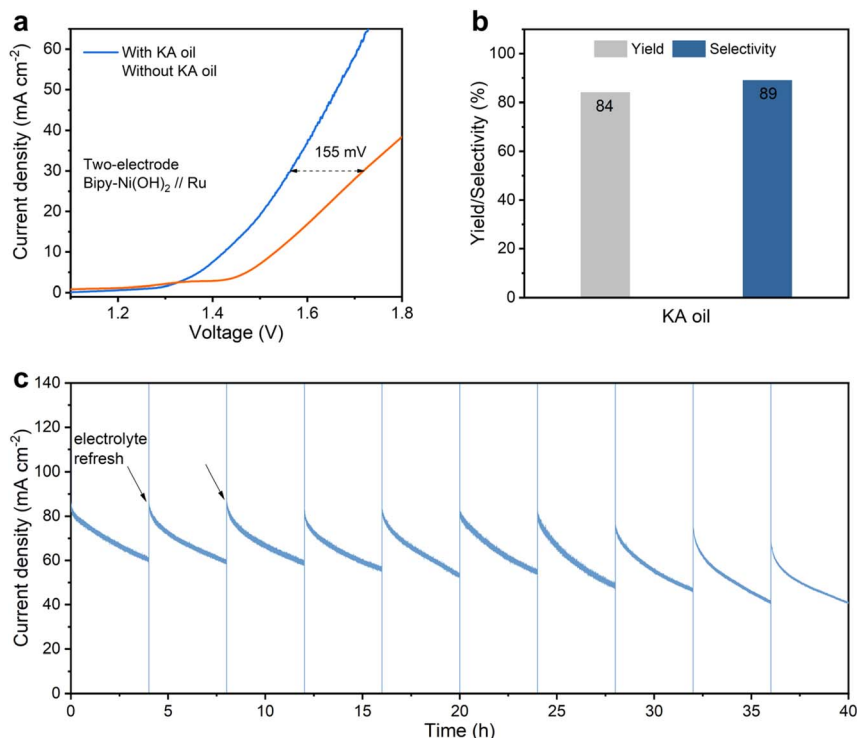 a
60
50
40
30
20
10
0
Current density (mA cm⁻²)
With KA oil
Without KA oil
Two-electrode
Bipy-Ni(OH)₂ // Ru
155 mV
1.2 1.4 1.6 1.8
Voltage (V)
b
100
80
60
40
20
0
Yield/Selectivity (%)
Yield Selectivity
84
89
KA oil
c
140
120
100
80
60
40
20
0
Current density (mA cm⁻²)
electrolyte
refresh
0 5 10 15 20 25 30 35 40
Time (h)